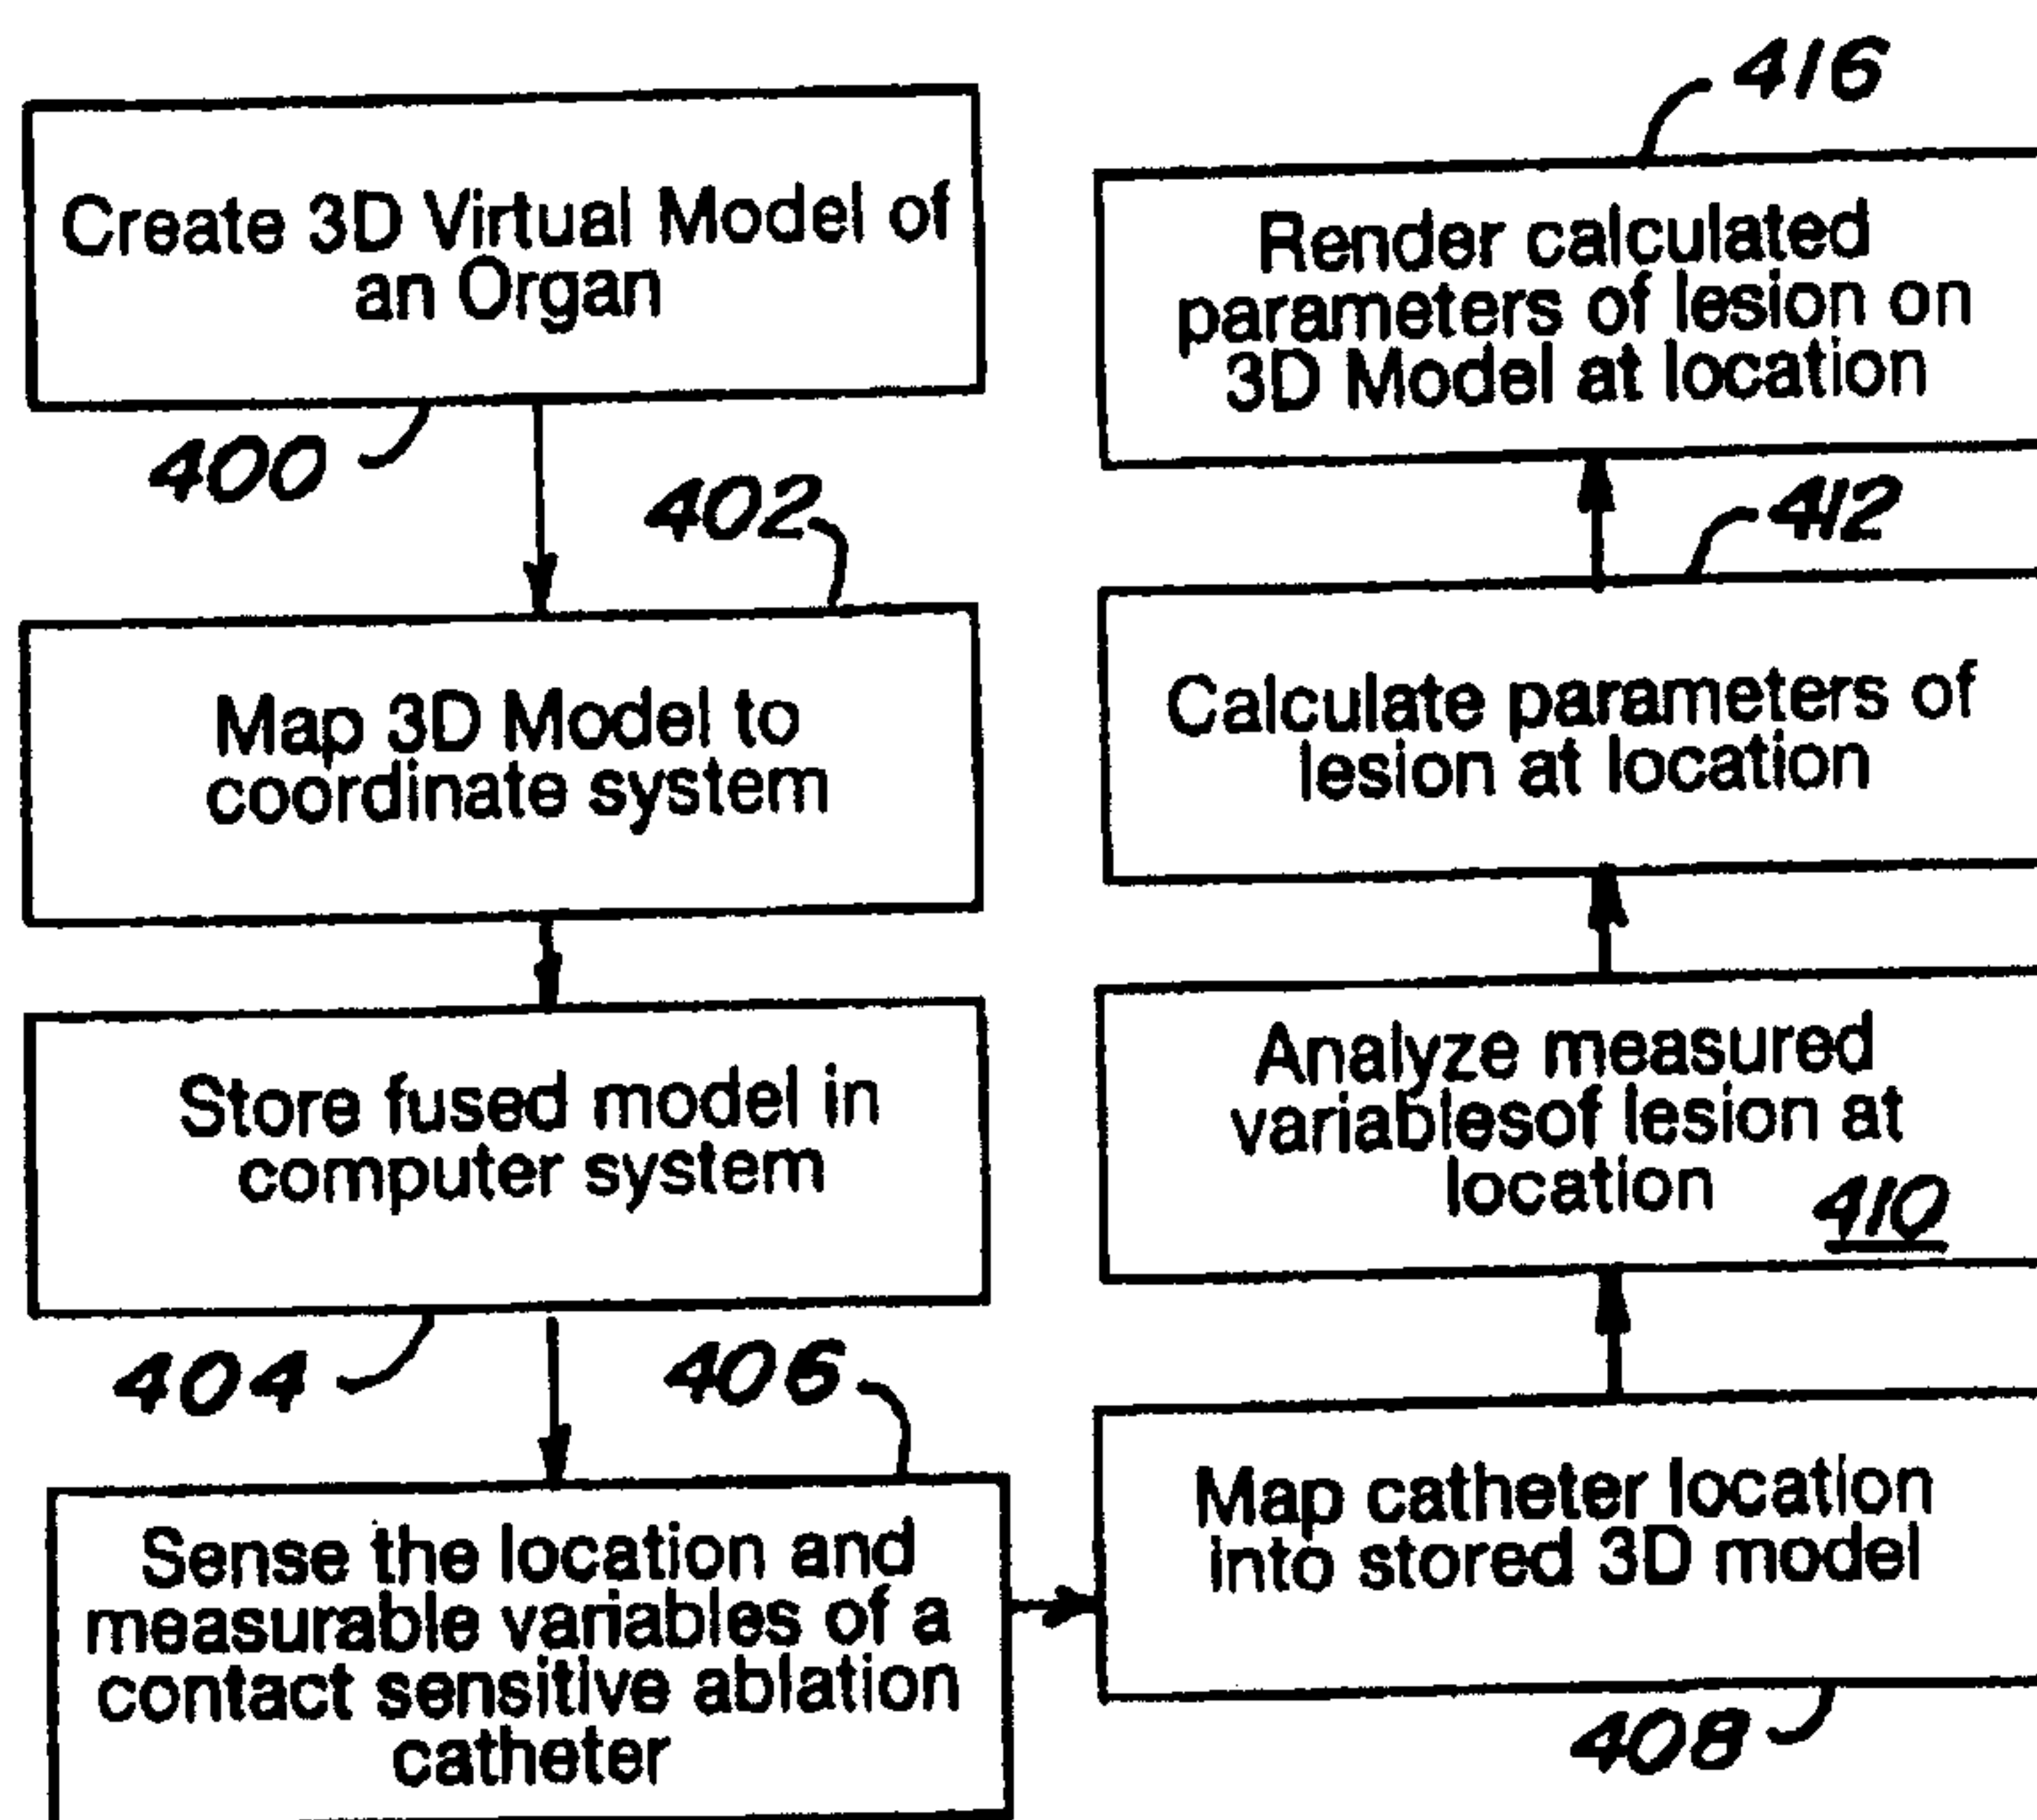 Create 3D Virtual Model of
an Organ
400
402
Map 3D Model to
coordinate system
Store fused model in
computer system
404
406
Sense the location and
measurable variables of a
contact sensitive ablation
catheter
416
Render calculated
parameters of lesion on
3D Model at location
412
Calculate parameters of
lesion at location
Analyze measured
variablesof lesion at
location
410
Map catheter location
into stored 3D model
408